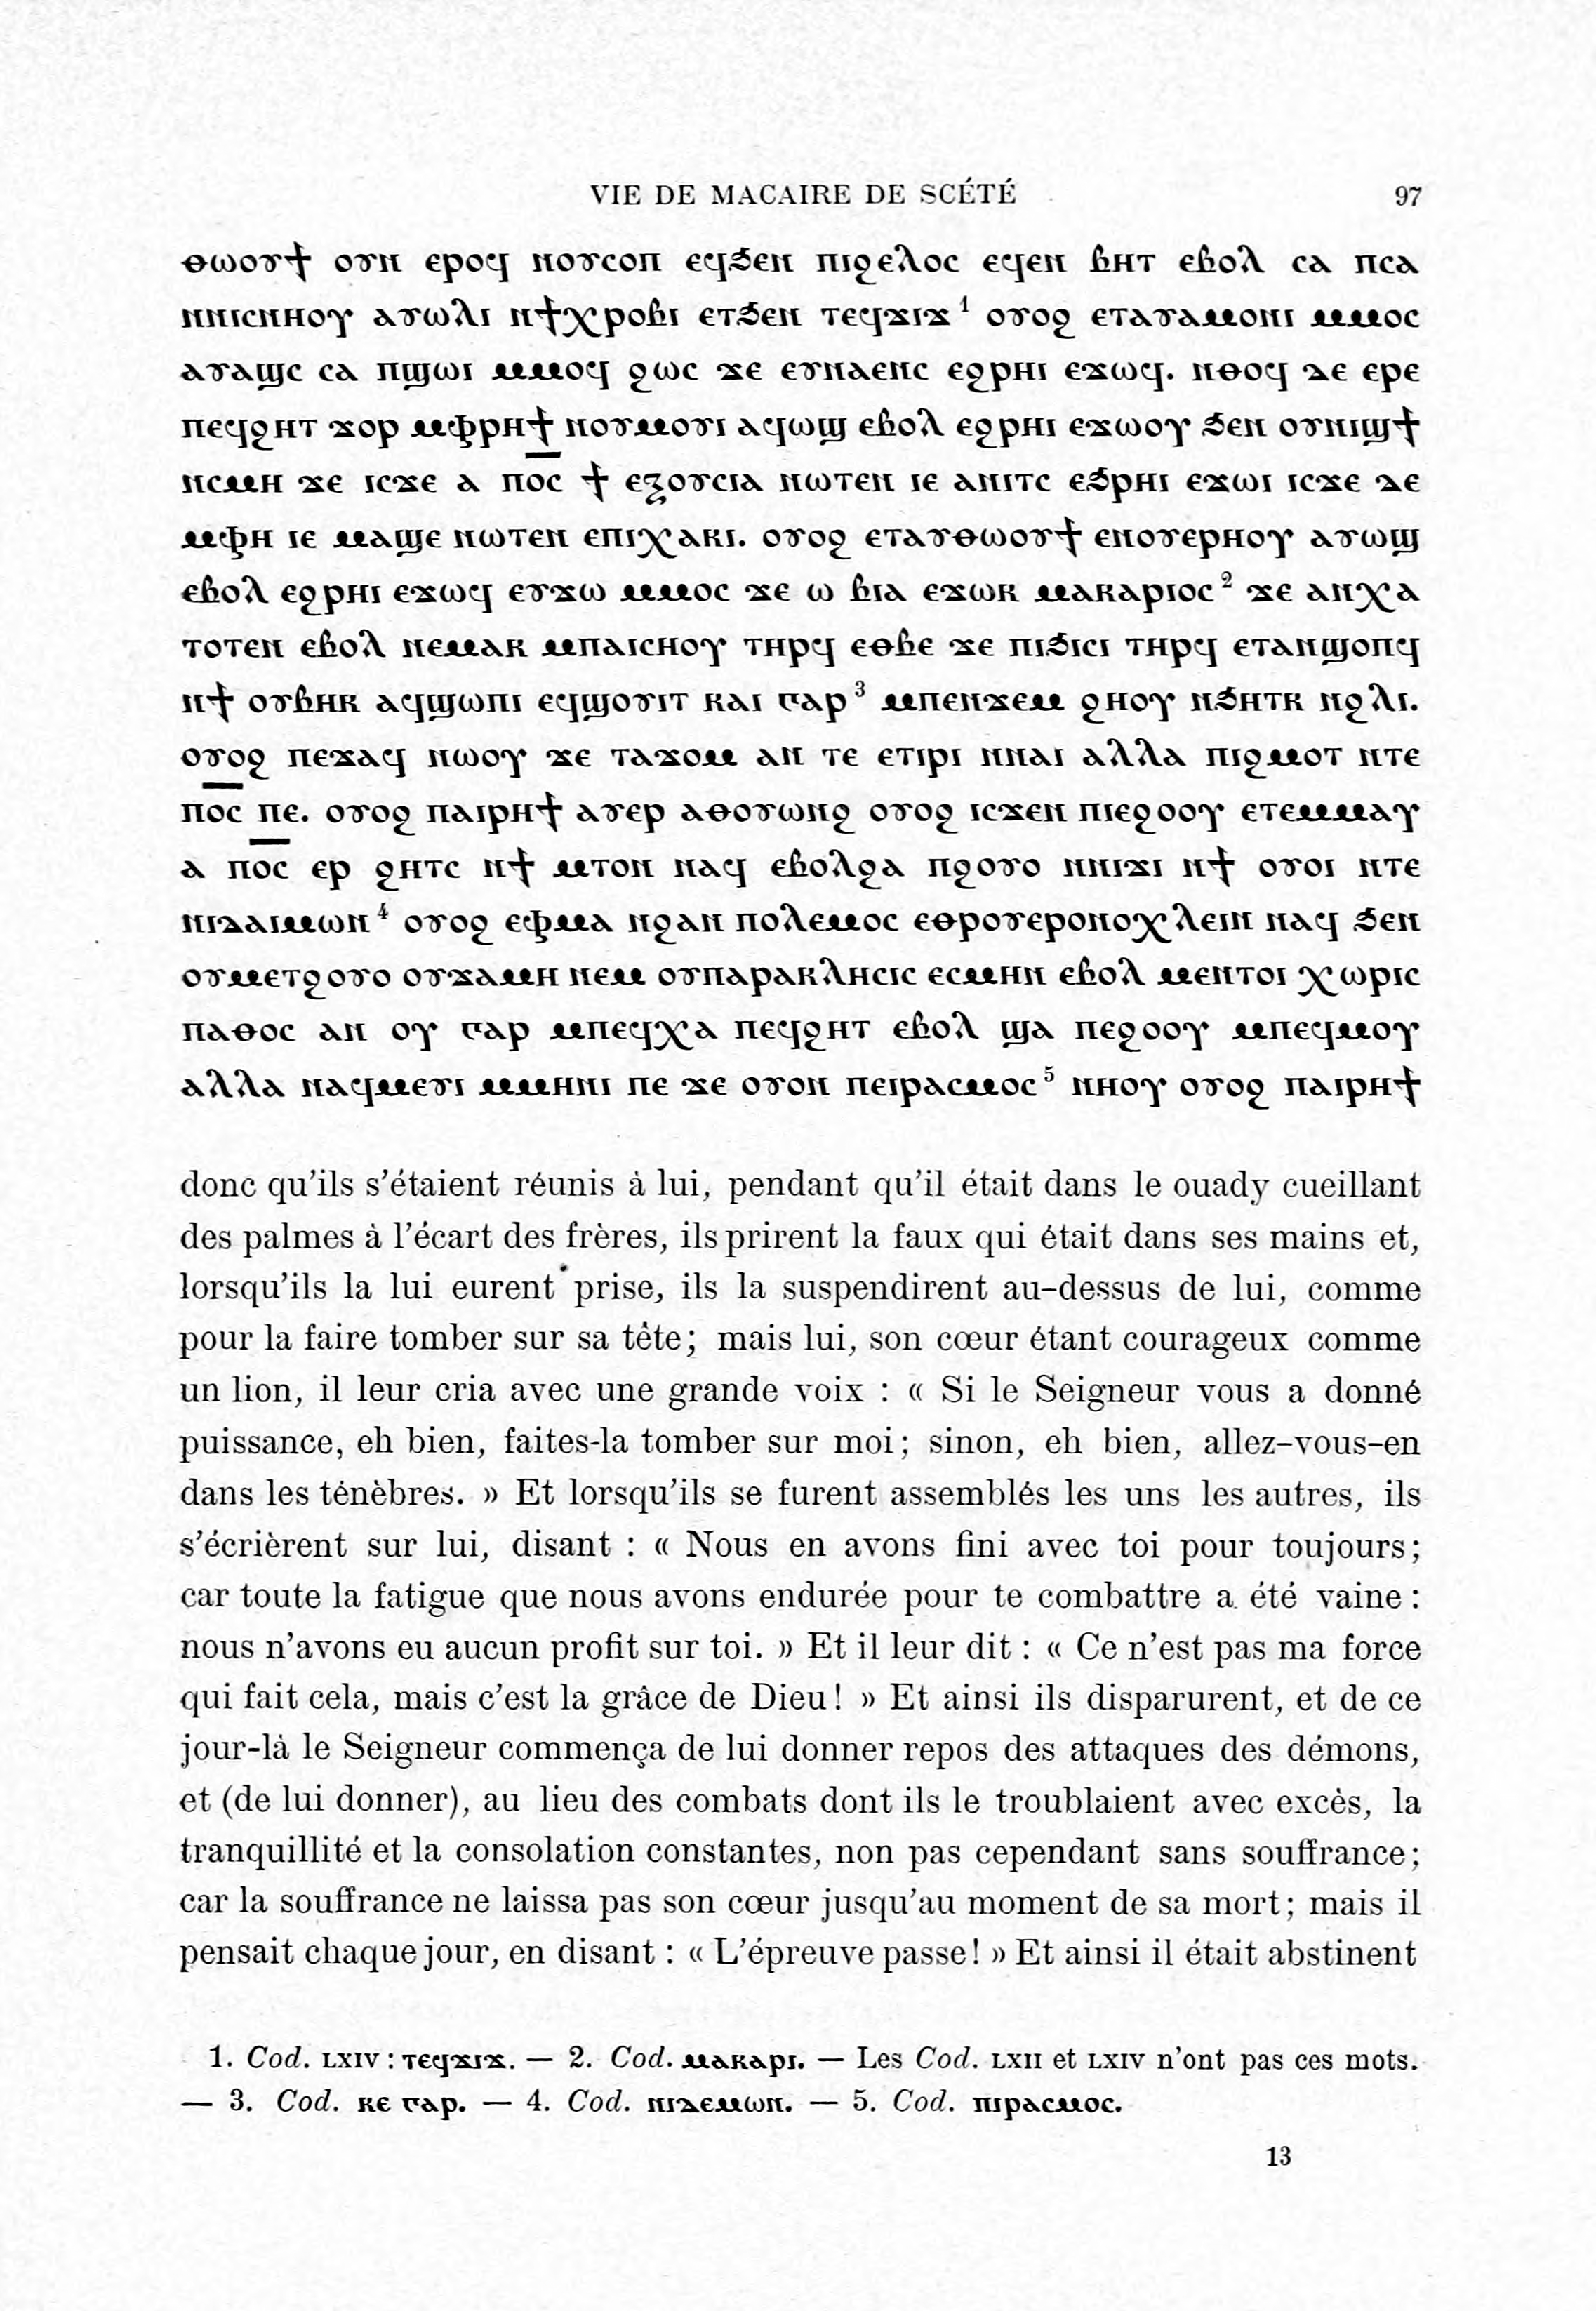 VIE DE MACAIRE DE SCÉTÉ 97
ⲑⲱⲟⲩϯ ⲟⲩⲛ ⲉⲣⲟϥ ⲛⲟⲩⲥⲟⲡ ⲉϥϧⲉⲛ ⲡⲓϩⲉⲗⲟⲥ ⲉϥⲉⲛ ⲃⲏⲧ ⲉⲃⲟⲗ ⲥⲁ ⲡⲥⲁ
ⲛⲛⲓⲥⲛⲏⲟⲩ ⲁⲩⲱⲗⲓ ⲛϯⲭⲣⲟⲃⲓ ⲉⲧϧⲉⲛ ⲧⲉϥϫⲓϫ¹ ⲟⲩⲟϩ ⲉⲧⲁⲩⲁⲙⲟⲛⲓ ⲙⲙⲟⲥ
ⲁⲩⲁϣⲥ ⲥⲁ ⲡϣⲱⲓ ⲙⲙⲟϥ ϩⲱⲥ ϫⲉ ⲉⲩⲛⲁⲉⲛⲥ ⲉϩⲣⲏⲓ ⲉϫⲱϥ. ⲛⲑⲟϥ ⲇⲉ ⲉⲣⲉ
ⲡⲉϥϩⲏⲧ ϫⲟⲣ ⲙⲫⲣⲏϯ ⲛⲟⲩⲙⲟⲩⲓ ⲁϥⲱϣ ⲉⲃⲟⲗ ⲉϩⲣⲏⲓ ⲉϫⲱⲟⲩ ϧⲉⲛ ⲟⲩⲛⲓϣϯ
ⲛⲥⲙⲏ ϫⲉ ⲓⲥϫⲉ ⲁ ⲡⲟ̅ⲥ̅ ϯ ⲉⲝⲟⲩⲥⲓⲁ ⲛⲱⲧⲉⲛ ⲓⲉ ⲁⲛⲓⲧⲥ ⲉϧⲣⲏⲓ ⲉϫⲱⲓ ⲓⲥϫⲉ ⲇⲉ
ⲙⲫⲏ ⲓⲉ ⲙⲁϣⲉ ⲛⲱⲧⲉⲛ ⲉⲡⲓⲭⲁⲕⲓ. ⲟⲩⲟϩ ⲉⲧⲁⲩⲑⲱⲟⲩϯ ⲉⲛⲟⲩⲉⲣⲏⲟⲩ ⲁⲩⲱϣ
ⲉⲃⲟⲗ ⲉϩⲣⲏⲓ ⲉϫⲱϥ ⲉⲩϫⲱ ⲙⲙⲟⲥ ϫⲉ ⲱ ⲃⲓⲁ ⲉϫⲱⲕ ⲙⲁⲕⲁⲣⲓⲟⲥ² ϫⲉ ⲁⲛⲭⲁ
ⲧⲟⲧⲉⲛ ⲉⲃⲟⲗ ⲛⲉⲙⲁⲕ ⲙⲡⲁⲓⲥⲏⲟⲩ ⲧⲏⲣϥ ⲉⲑⲃⲉ ϫⲉ ⲡⲓϧⲓⲥⲓ ⲧⲏⲣϥ ⲉⲧⲁⲛϣⲟⲡϥ
ⲛϯ ⲟⲩⲃⲏⲕ ⲁϥϣⲱⲡⲓ ⲉϥϣⲟⲩⲓⲧ ⲕⲁⲓ ⲅⲁⲣ³ ⲙⲡⲉⲛϫⲉⲙ ϩⲏⲟⲩ ⲛϧⲏⲧⲕ ⲛϩⲗⲓ.
ⲟⲩⲟϩ ⲡⲉϫⲁϥ ⲛⲱⲟⲩ ϫⲉ ⲧⲁϫⲟⲙ ⲁⲛ ⲧⲉ ⲉⲧⲓⲣⲓ ⲛⲛⲁⲓ ⲁⲗⲗⲁ ⲡⲓϩⲙⲟⲧ ⲛⲧⲉ
ⲡⲟ̅ⲥ̅ ⲡⲉ. ⲟⲩⲟϩ ⲡⲁⲓⲣⲏϯ ⲁⲩⲉⲣ ⲁⲑⲟⲩⲱⲛϩ ⲟⲩⲟϩ ⲓⲥϫⲉⲛ ⲡⲓⲉϩⲟⲟⲩ ⲉⲧⲉⲙⲙⲁⲩ
ⲁ ⲡⲟ̅ⲥ̅ ⲉⲣ ϩⲏⲧⲥ ⲛϯ ⲙⲧⲟⲛ ⲛⲁϥ ⲉⲃⲟⲗϩⲁ ⲡϩⲟⲩⲟ ⲛⲛⲓϫⲓ ⲛϯ ⲟⲩⲟⲓ ⲛⲧⲉ
ⲛⲓⲇⲁⲓⲙⲱⲛ⁴ ⲟⲩⲟϩ ⲉⲫⲙⲁ ⲛϩⲁⲛ ⲡⲟⲗⲉⲙⲟⲥ ⲉⲑⲣⲟⲩⲉⲣⲟⲛⲟⲭⲗⲉⲓⲛ ⲛⲁϥ ϧⲉⲛ
ⲟⲩⲙⲉⲧϩⲟⲩⲟ ⲟⲩϫⲁⲙⲏ ⲛⲉⲙ ⲟⲩⲡⲁⲣⲁⲕⲗⲏⲥⲓⲥ ⲉⲥⲙⲏⲛ ⲉⲃⲟⲗ ⲙⲉⲛⲧⲟⲓ ⲭⲱⲣⲓⲥ
ⲡⲁⲑⲟⲥ ⲁⲛ ⲟⲩ ⲅⲁⲣ ⲙⲡⲉϥⲭⲁ ⲡⲉϥϩⲏⲧ ⲉⲃⲟⲗ ϣⲁ ⲡⲉϩⲟⲟⲩ ⲙⲡⲉϥⲙⲟⲩ
ⲁⲗⲗⲁ ⲛⲁϥⲙⲉⲩⲓ ⲙⲙⲏⲛⲓ ⲡⲉ ϫⲉ ⲟⲩⲟⲛ ⲡⲉⲓⲣⲁⲥⲙⲟⲥ⁵ ⲛⲏⲟⲩ ⲟⲩⲟϩ ⲡⲁⲓⲣⲏϯ
donc qu'ils s'étaient réunis à lui, pendant qu'il était dans le ouady cueillant
des palmes à l'écart des frères, ils prirent la faux qui était dans ses mains et,
lorsqu'ils la lui eurent prise, ils la suspendirent au-dessus de lui, comme
pour la faire tomber sur sa tête; mais lui, son cœur étant courageux comme
un lion, il leur cria avec une grande voix : « Si le Seigneur vous a donné
puissance, eh bien, faites-la tomber sur moi; sinon, eh bien, allez-vous-en
dans les ténèbres. » Et lorsqu'ils se furent assemblés les uns les autres, ils
s'écrièrent sur lui, disant : « Nous en avons fini avec toi pour toujours;
car toute la fatigue que nous avons endurée pour te combattre a été vaine :
nous n'avons eu aucun profit sur toi. » Et il leur dit : « Ce n'est pas ma force
qui fait cela, mais c'est la grâce de Dieu! » Et ainsi ils disparurent, et de ce
jour-là le Seigneur commença de lui donner repos des attaques des démons,
et (de lui donner), au lieu des combats dont ils le troublaient avec excès, la
tranquillité et la consolation constantes, non pas cependant sans souffrance;
car la souffrance ne laissa pas son cœur jusqu'au moment de sa mort; mais il
pensait chaque jour, en disant : « L'épreuve passe! » Et ainsi il était abstinent
1. Cod. LXIV : ⲧⲉϥϫⲓϫ. — 2. Cod. ⲙⲁⲕⲁⲣⲓ. — Les Cod. LXII et LXIV n'ont pas ces mots.
— 3. Cod. ⲕⲉ ⲅⲁⲣ. — 4. Cod. ⲛⲓⲇⲉⲙⲱⲛ. — 5. Cod. ⲡⲓⲣⲁⲥⲙⲟⲥ.
13